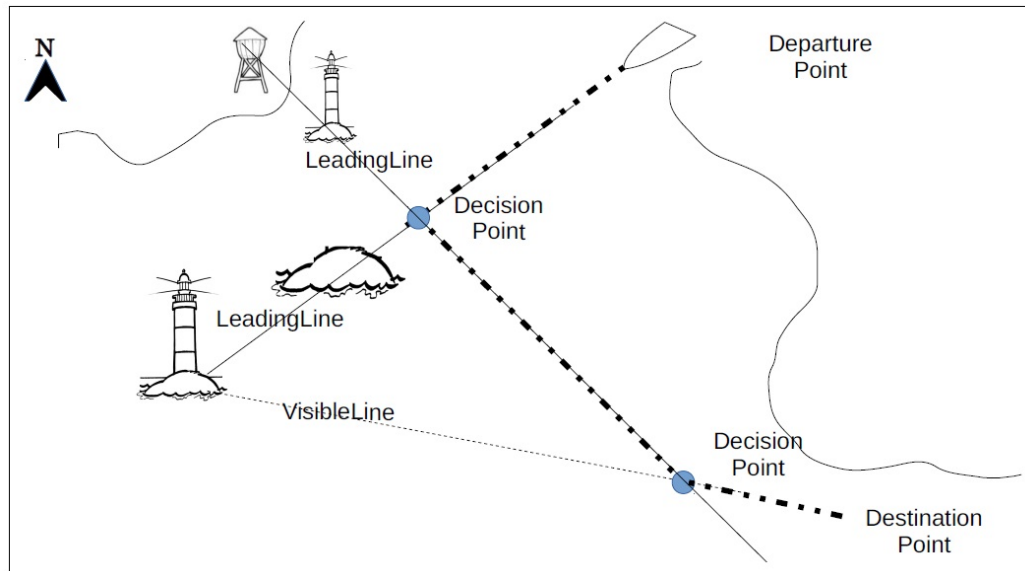 N
Departure
Point
LeadingLine
Decision
Point
LeadingLine
VisibleLine
Decision
Point
Destination
Point